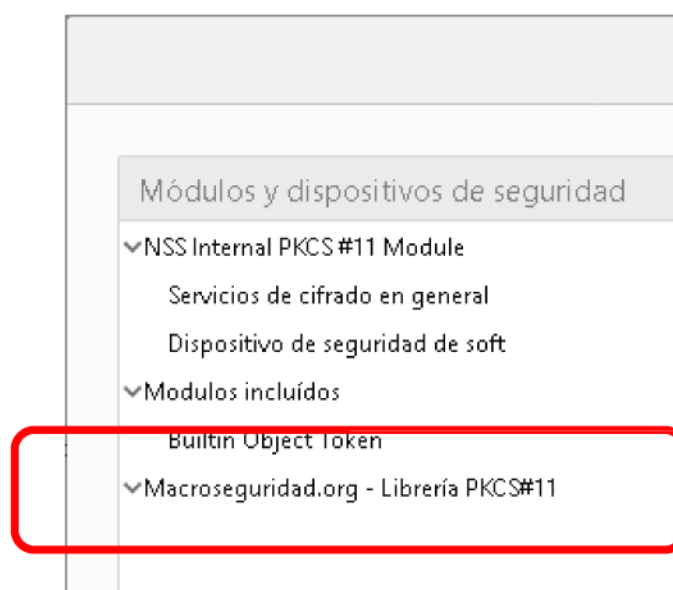 Módulos y dispositivos de seguridad
NSS Internal PKCS #11 Module
Servicios de cifrado en general
Dispositivo de seguridad de soft
Modulos incluídos
Builtin Object Token
Macroseguridad.org - Librería PKCS#11